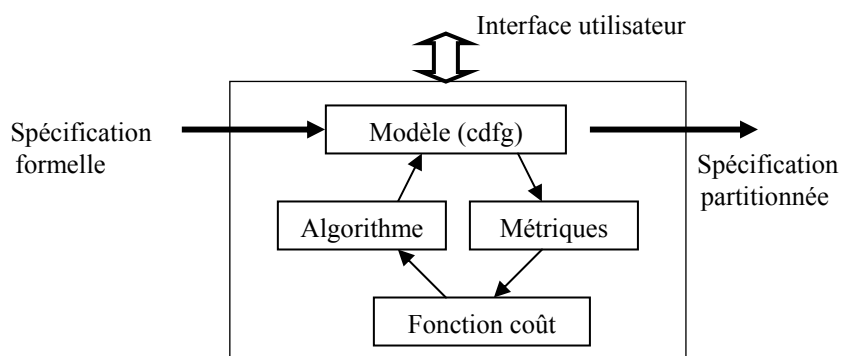 Interface utilisateur
Spécification
formelle
Modèle (cdfg)
Spécification
partitionnée
Algorithme
Métriques
Fonction coût